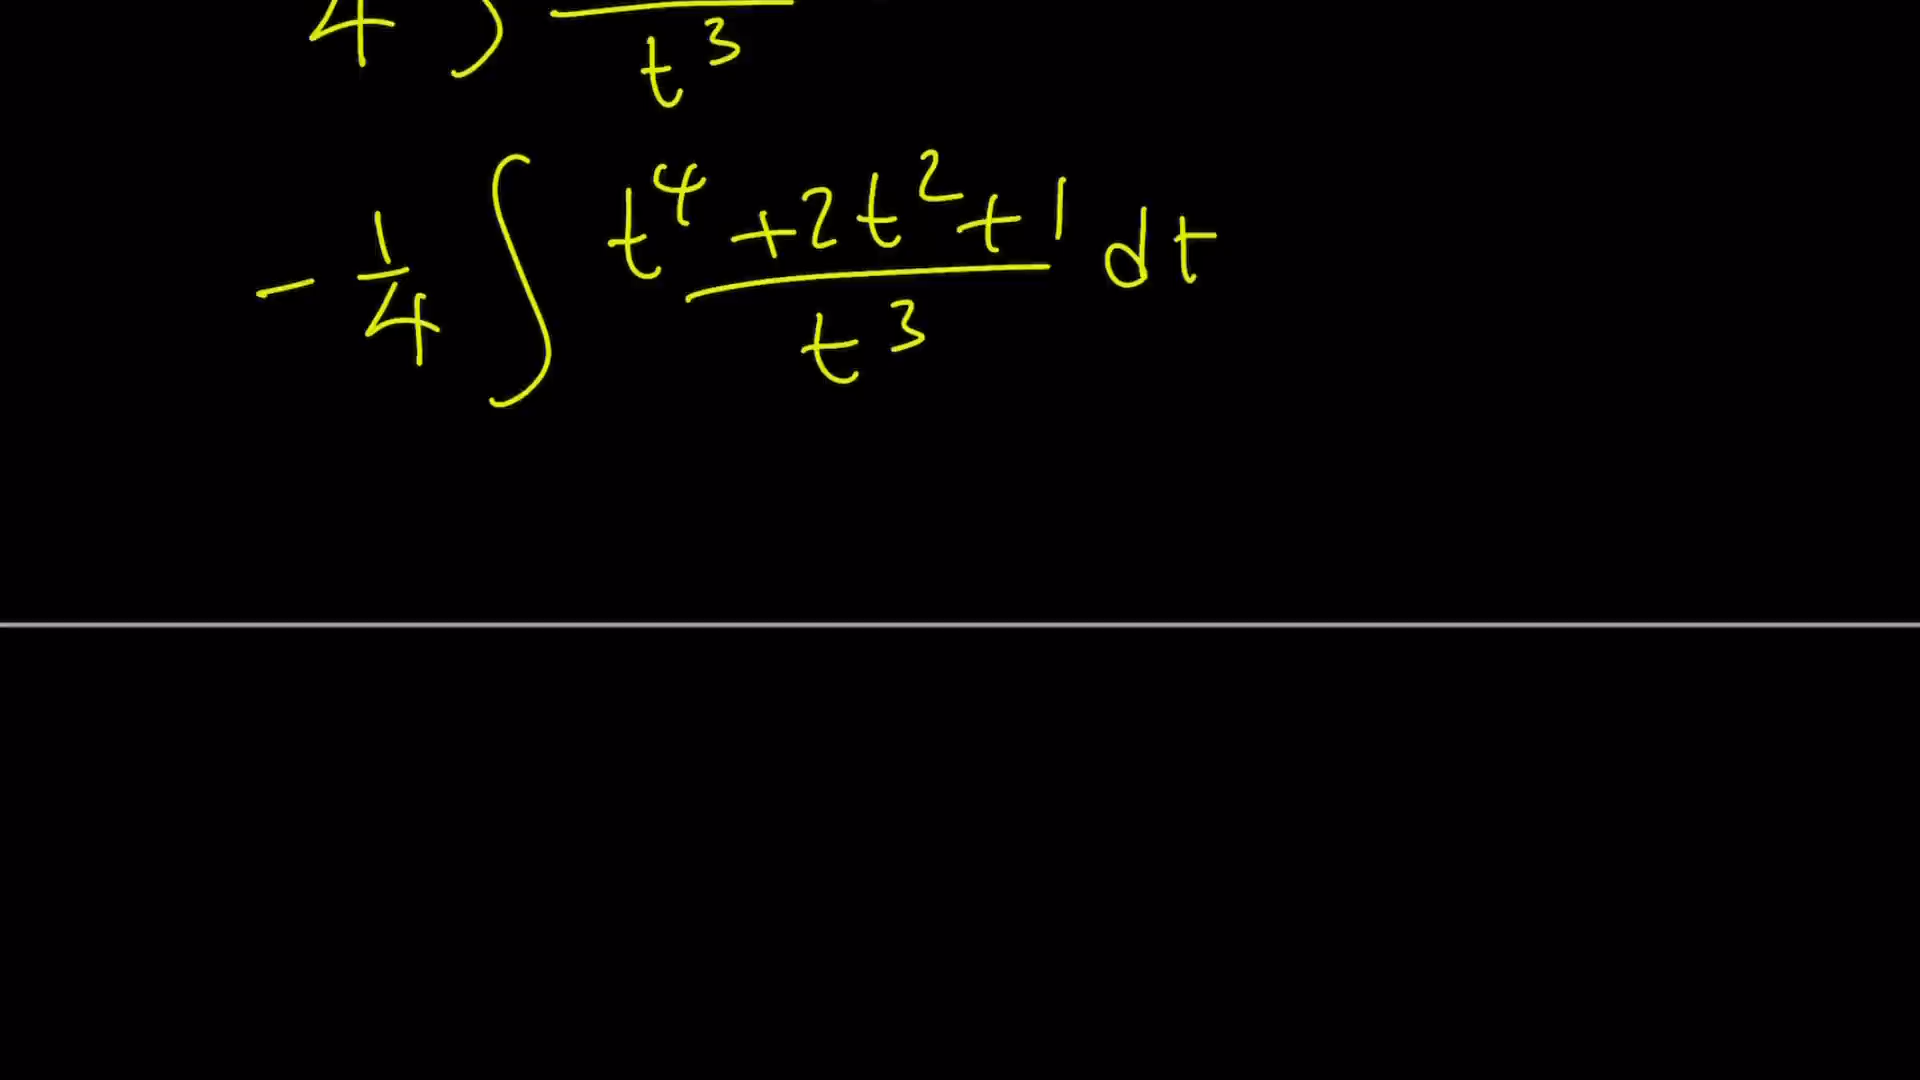 4 ∫ t³
- 1/4 ∫ (t⁴ + 2t² + 1)/t³ dt